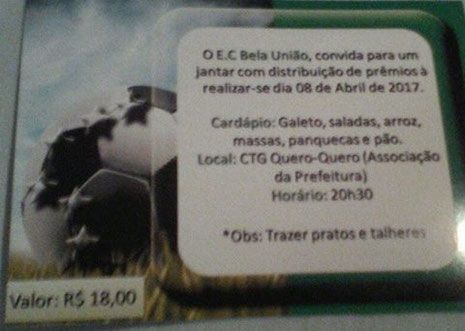 O E.C Bela União, convida para um
jantar com distribuição de prêmios à
realizar-se dia 08 de Abril de 2017.
Cardápio: Galeto, saladas, arroz,
massas, panquecas e pão.
Local: CTG Quero-Quero (Associação
da Prefeitura)
Horário: 20h30
*Obs: Trazer pratos e talheres
Valor: R$ 18,00